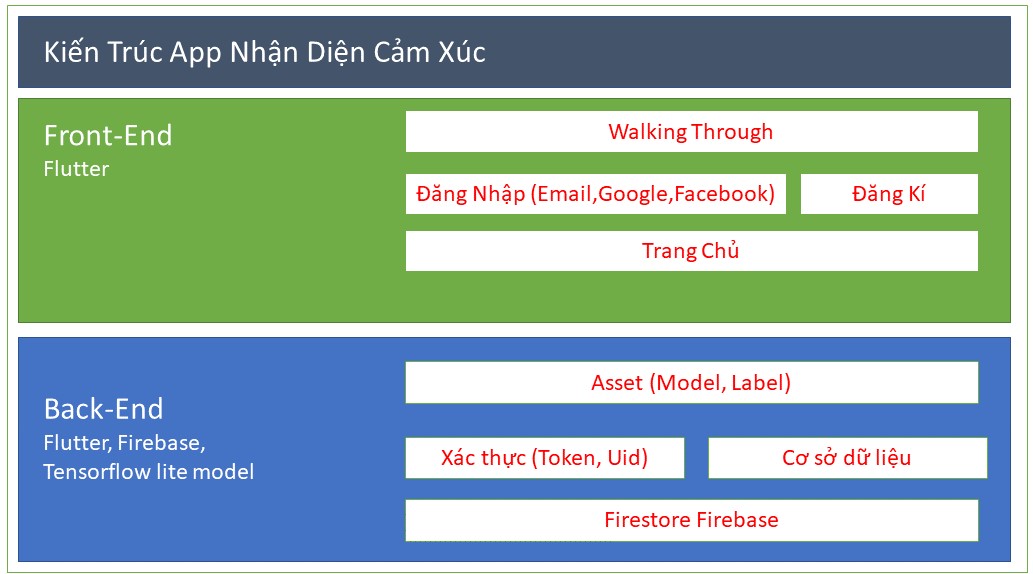 Kiến Trúc App Nhận Diện Cảm Xúc
Front-End
Flutter
Walking Through
Đăng Nhập (Email,Google,Facebook)
Đăng Kí
Trang Chủ
Back-End
Flutter, Firebase,
Tensorflow lite model
Asset (Model, Label)
Xác thực (Token, Uid)
Cơ sở dữ liệu
Firestore Firebase